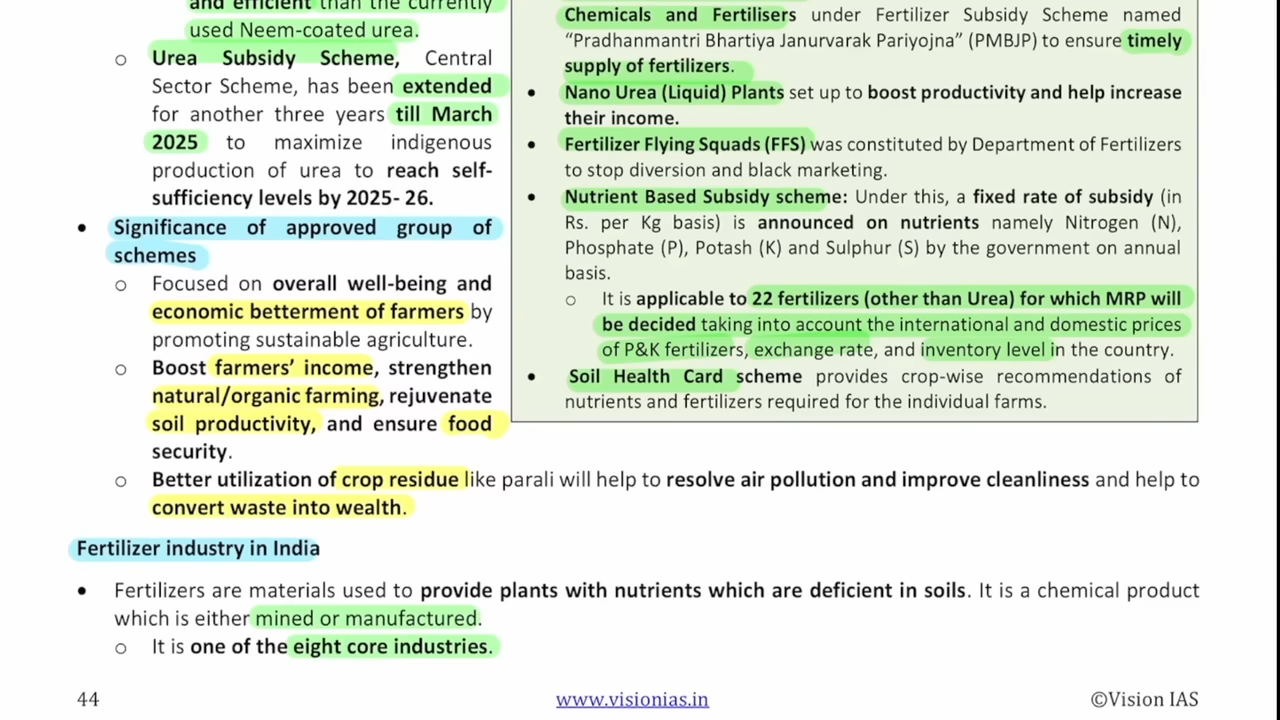 and efficient than the currently
used Neem-coated urea.
o Urea Subsidy Scheme, Central
Sector Scheme, has been extended
for another three years till March
2025 to maximize indigenous
production of urea to reach self-
sufficiency levels by 2025- 26.
• Significance of approved group of
schemes
o Focused on overall well-being and
economic betterment of farmers by
promoting sustainable agriculture.
o Boost farmers’ income, strengthen
natural/organic farming, rejuvenate
soil productivity, and ensure food
security.
o Better utilization of crop residue like parali will help to resolve air pollution and improve cleanliness and help to
convert waste into wealth.
Chemicals and Fertilisers under Fertilizer Subsidy Scheme named
“Pradhanmantri Bhartiya Janurvarak Pariyojna” (PMBJP) to ensure timely
supply of fertilizers.
• Nano Urea (Liquid) Plants set up to boost productivity and help increase
their income.
• Fertilizer Flying Squads (FFS) was constituted by Department of Fertilizers
to stop diversion and black marketing.
• Nutrient Based Subsidy scheme: Under this, a fixed rate of subsidy (in
Rs. per Kg basis) is announced on nutrients namely Nitrogen (N),
Phosphate (P), Potash (K) and Sulphur (S) by the government on annual
basis.
o It is applicable to 22 fertilizers (other than Urea) for which MRP will
be decided taking into account the international and domestic prices
of P&K fertilizers, exchange rate, and inventory level in the country.
• Soil Health Card scheme provides crop-wise recommendations of
nutrients and fertilizers required for the individual farms.
Fertilizer industry in India
• Fertilizers are materials used to provide plants with nutrients which are deficient in soils. It is a chemical product
which is either mined or manufactured.
o It is one of the eight core industries.
44
www.visionias.in
©Vision IAS